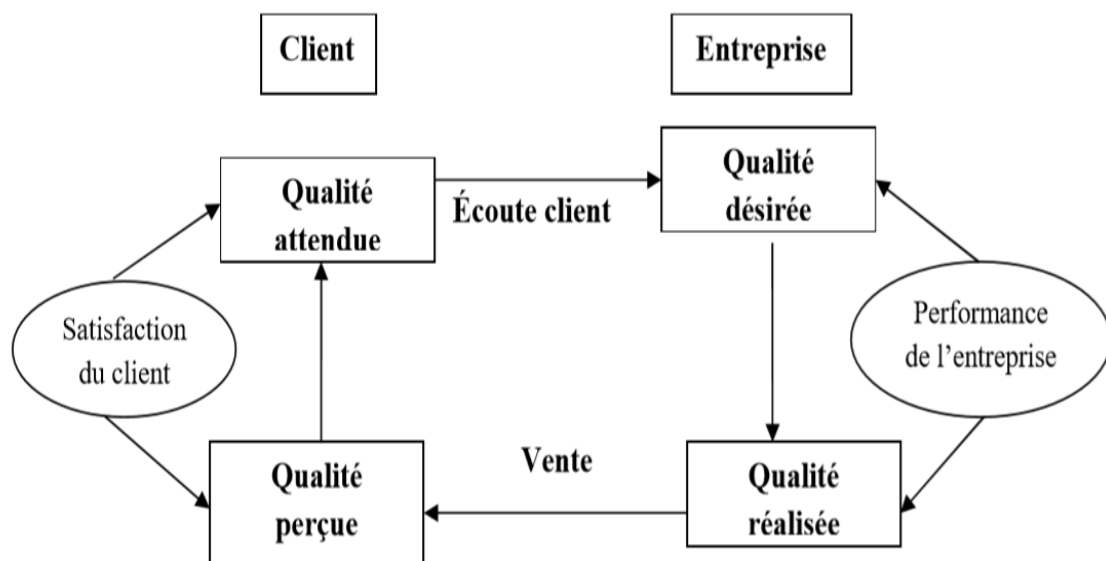 Client
Entreprise
Qualité
attendue
Écoute client
Qualité
désirée
Satisfaction
du client
Performance
de l’entreprise
Qualité
perçue
Vente
Qualité
réalisée